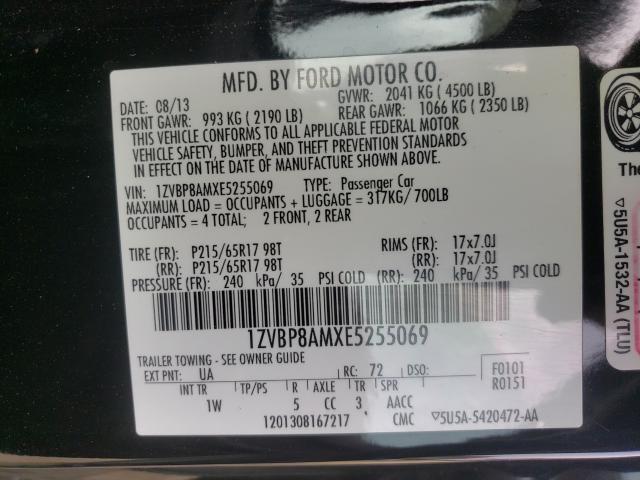 MFD. BY FORD MOTOR CO.
DATE: 08/13 GVWR: 2041 KG ( 4500 LB)
FRONT GAWR: 993 KG ( 2190 LB) REAR GAWR: 1066 KG ( 2350 LB)
THIS VEHICLE CONFORMS TO ALL APPLICABLE FEDERAL MOTOR
VEHICLE SAFETY, BUMPER, AND THEFT PREVENTION STANDARDS
IN EFFECT ON THE DATE OF MANUFACTURE SHOWN ABOVE.
VIN: 1ZVBP8AMXE5255069 TYPE: Passenger Car
MAXIMUM LOAD = OCCUPANTS + LUGGAGE = 317KG/ 700LB
OCCUPANTS = 4 TOTAL; 2 FRONT, 2 REAR
TIRE (FR): P215/65R17 98T RIMS (FR): 17x7.0J
(RR): P215/65R17 98T (RR): 17x7.0J
PRESSURE (FR): 240 kPa/ 35 PSI COLD (RR): 240 kPa/ 35 PSI COLD
1ZVBP8AMXE5255069
TRAILER TOWING - SEE OWNER GUIDE
EXT PNT: UA RC: 72 DSO: F0101
R0151
INT TR TP/PS R AXLE TR SPR
1W 5 CC 3 AACC
1201308167217 CMC ▽5U5A-5420472-AA
The
▽5U5A-1532-AA (TLU)